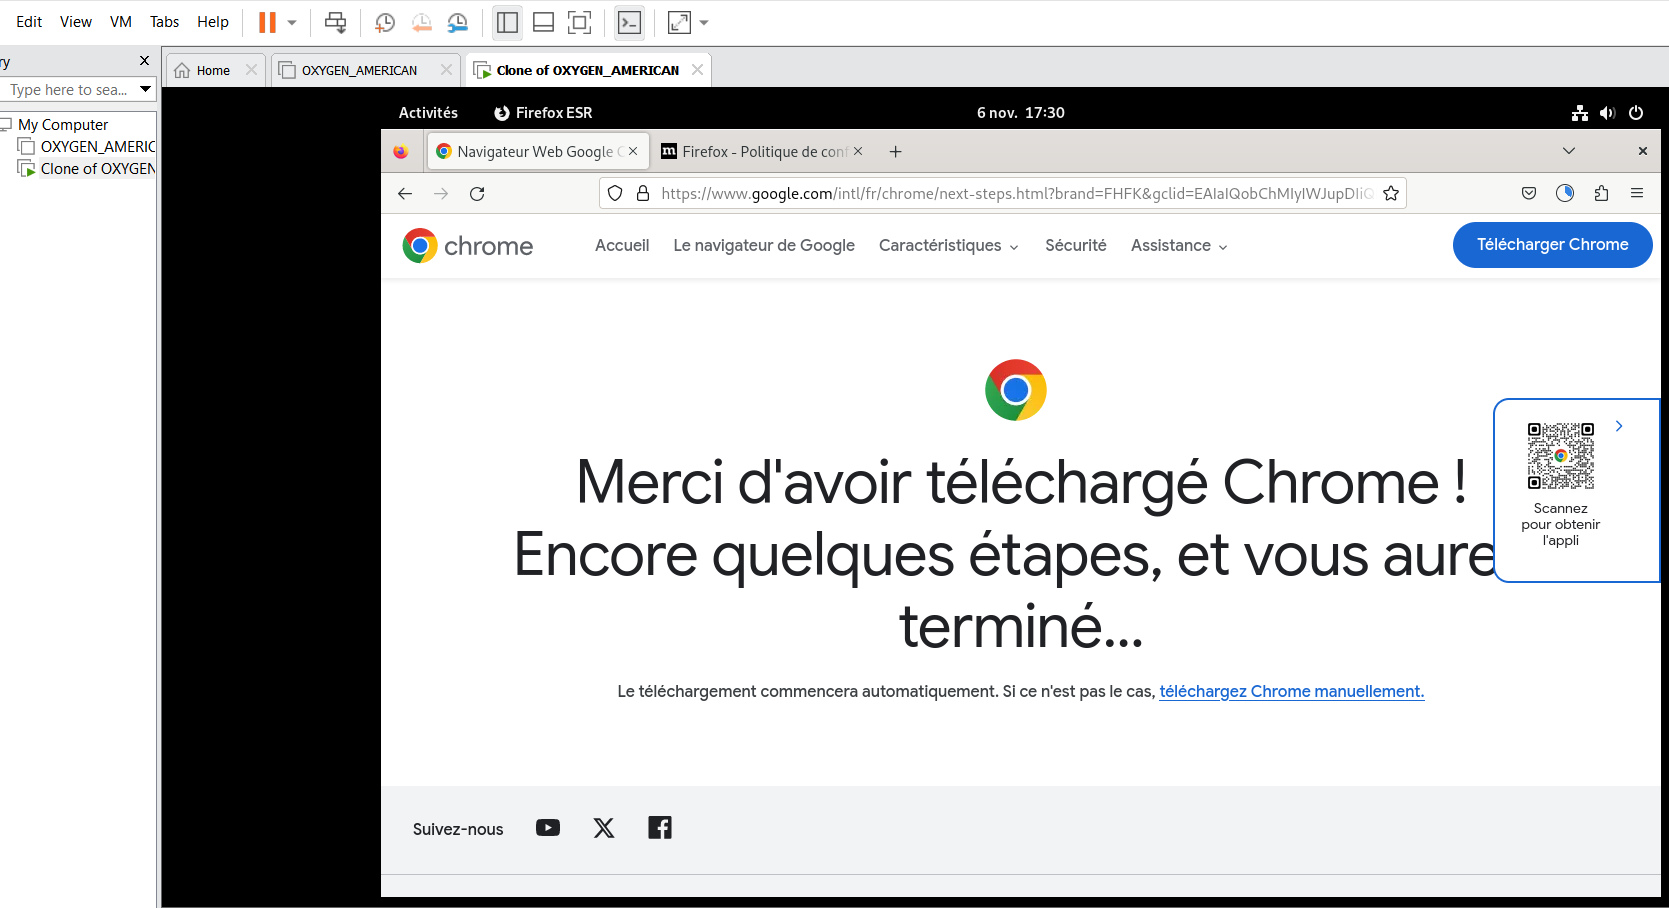 Edit View VM Tabs Help
ry
Home OXYGEN_AMERICAN Clone of OXYGEN_AMERICAN
Type here to sea...
My Computer
OXYGEN_AMERIC
Clone of OXYGEN
Activités Firefox ESR 6 nov. 17:30
Navigateur Web Google C Firefox - Politique de conf
https://www.google.com/intl/fr/chrome/next-steps.html?brand=FHFK&gclid=EAIaIQobChMIyIWJupDIiQ
chrome Accueil Le navigateur de Google Caractéristiques Sécurité Assistance Télécharger Chrome
Merci d'avoir téléchargé Chrome !
Encore quelques étapes, et vous aure
terminé...
Scannez
pour obtenir
l'appli
Le téléchargement commencera automatiquement. Si ce n'est pas le cas, téléchargez Chrome manuellement.
Suivez-nous